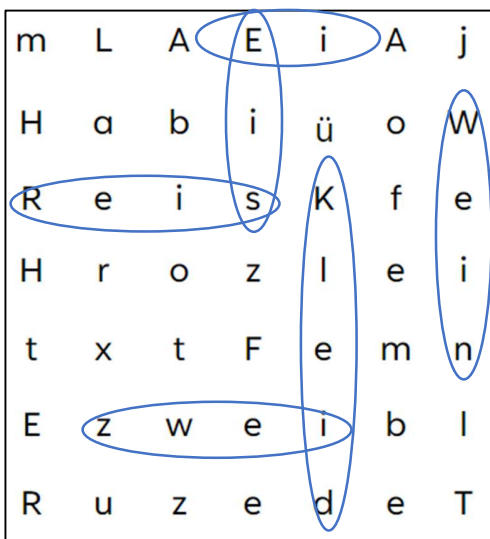 m L A E i A j
H a b i ü o W
R e i s K f e
H r o z l e i
t x t F e m n
E z w e i b l
R u z e d e T